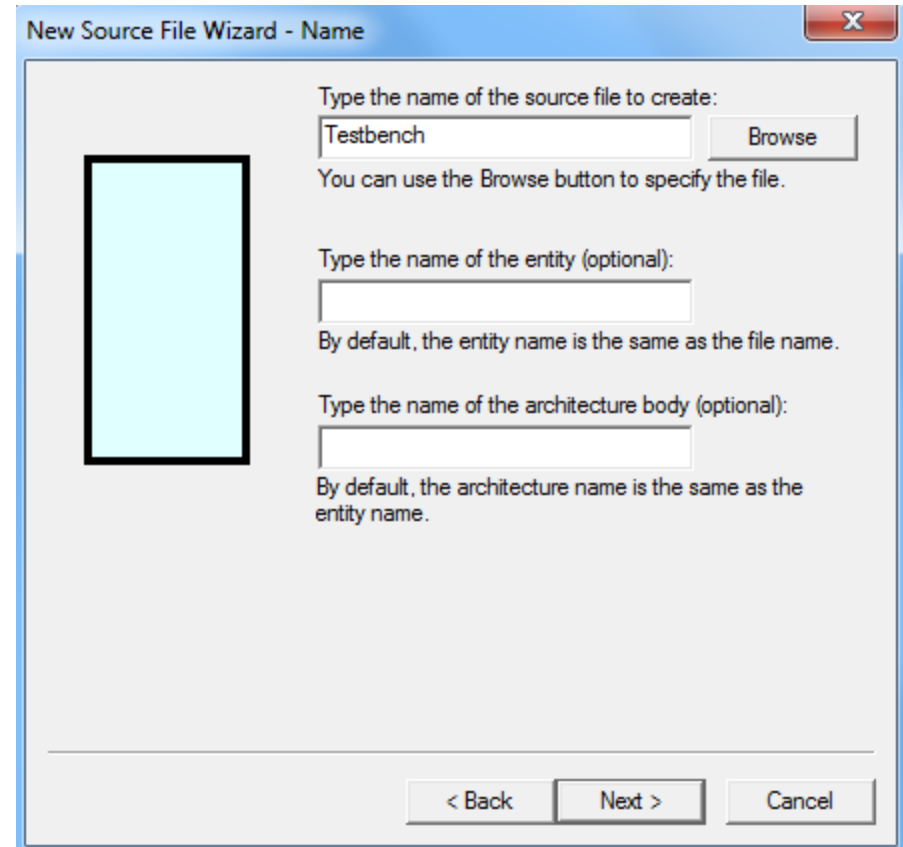 New Source File Wizard - Name
Type the name of the source file to create:
Testbench
Browse
You can use the Browse button to specify the file.
Type the name of the entity (optional):
By default, the entity name is the same as the file name.
Type the name of the architecture body (optional):
By default, the architecture name is the same as the
entity name.
< Back
Next >
Cancel